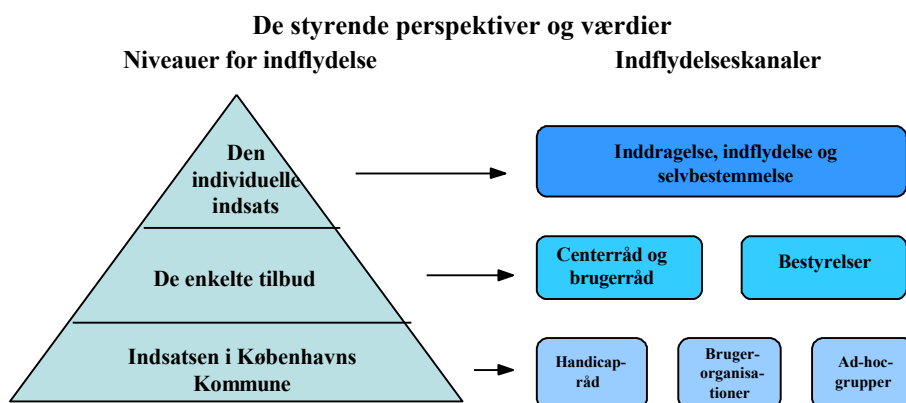 De styrende perspektiver og værdier
Niveauer for indflydelse
Indflydelseskanaler
Den
individuelle
indsats
Inddragelse, indflydelse og
selvbestemmelse
De enkelte tilbud
Centerråd og
brugerråd
Bestyrelser
Indsatsen i Københavns
Kommune
Handicap-
råd
Bruger-
organisa-
tioner
Ad-hoc-
grupper